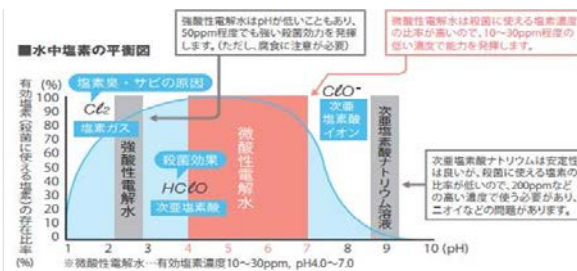 強酸性電解水はpHが低いこともあり、
50ppm程度でも強い殺菌効力を発揮
します。(ただし、腐食に注意が必要)
微酸性電解水は殺菌に使える塩素濃度
の比率が高いので、10〜30ppm程度の
低い濃度で能力を発揮します。
■水中塩素の平衡図
有効塩素(殺菌に使える塩素)の存在比率
(%)
(%)
100
90
80
70
60
50
40
30
20
10
0
塩素臭・サビの原因
Cl₂
塩素ガス
強酸性電解水
殺菌効果
HClO
次亜塩素酸
微酸性電解水
ClO⁻
次亜
塩素酸
イオン
次亜塩素酸ナトリウム溶液
次亜塩素酸ナトリウムは安定性
は良いが、殺菌に使える塩素の
比率が低いので、200ppmなど
の高い濃度で使う必要があり、
ニオイなどの問題があります。
1 2 3 4 5 6 7 8 9 10 (pH)
※微酸性電解水…有効塩素濃度10〜30ppm, pH4.0〜7.0